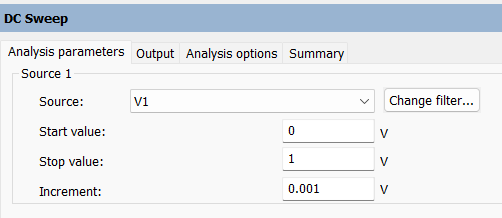 DC Sweep
Analysis parameters Output Analysis options Summary
Source 1
Source: V1 Change filter...
Start value: 0 V
Stop value: 1 V
Increment: 0.001 V